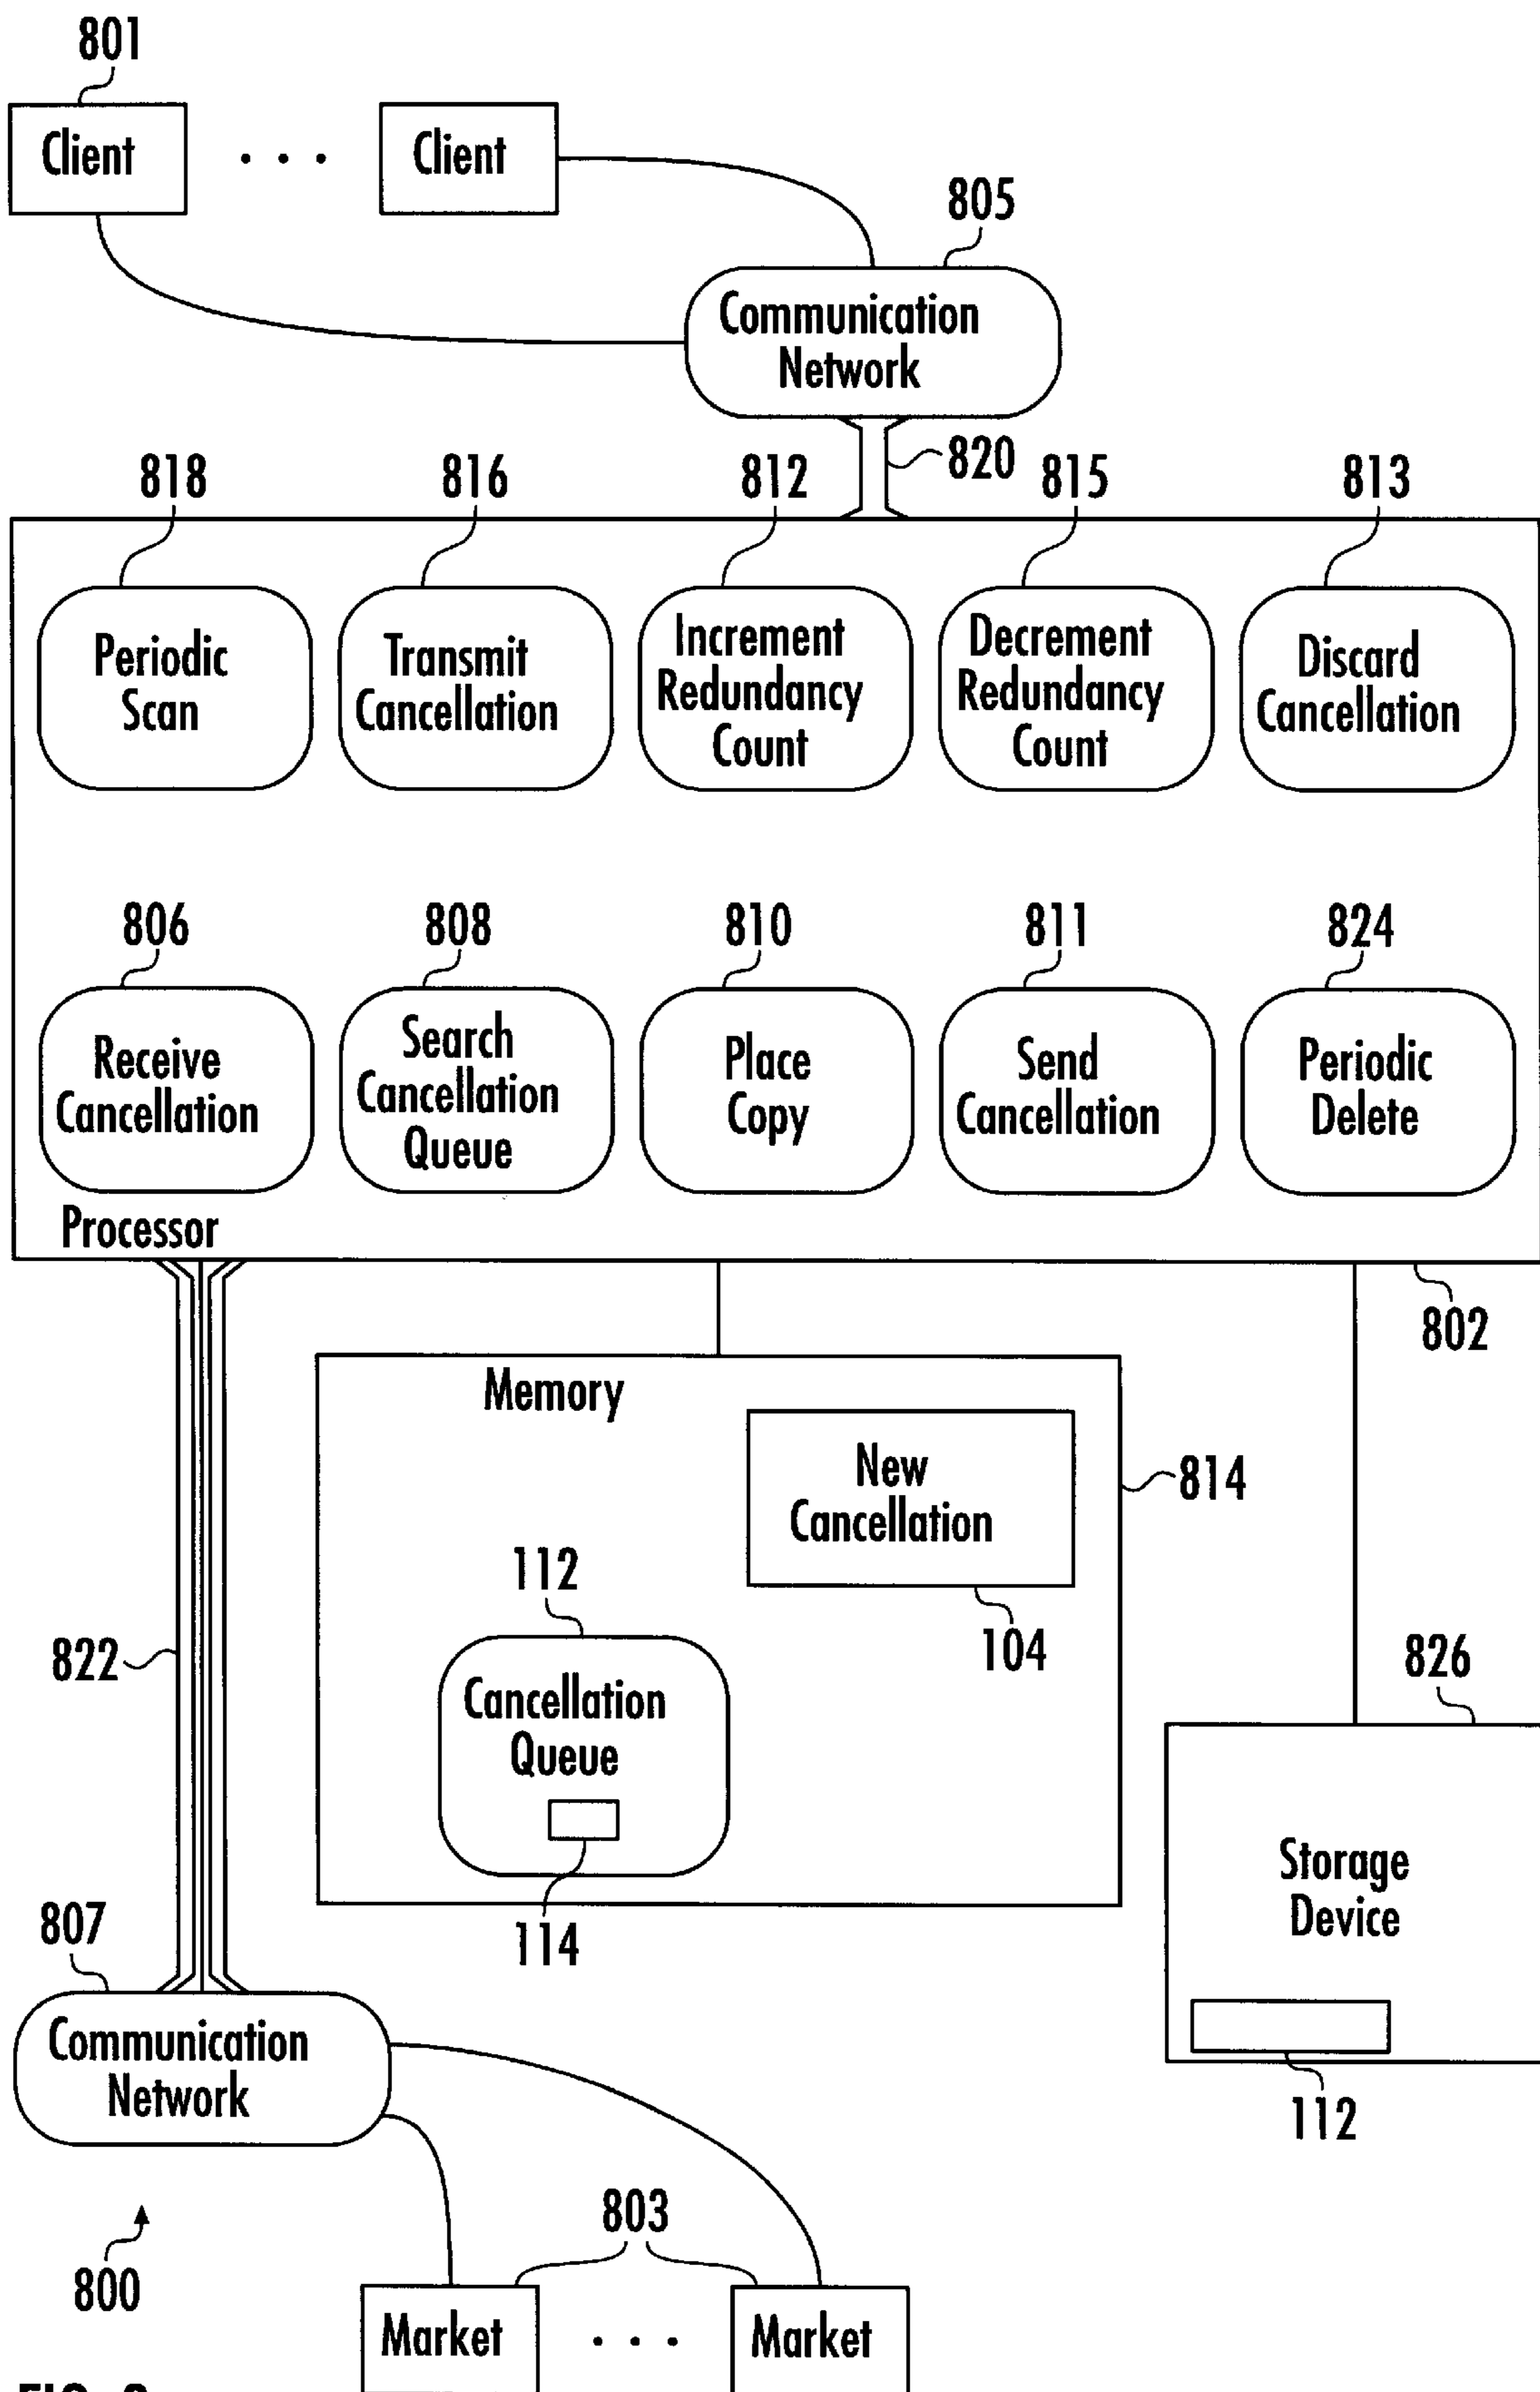 801
Client
. . .
Client
805
Communication
Network
820
818
816
812
815
813
Periodic
Scan
Transmit
Cancellation
Increment
Redundancy
Count
Decrement
Redundancy
Count
Discard
Cancellation
806
808
810
811
824
Receive
Cancellation
Search
Cancellation
Queue
Place
Copy
Send
Cancellation
Periodic
Delete
Processor
802
Memory
New
Cancellation
814
104
112
Cancellation
Queue
114
822
826
Storage
Device
112
807
Communication
Network
800
803
Market
. . .
Market